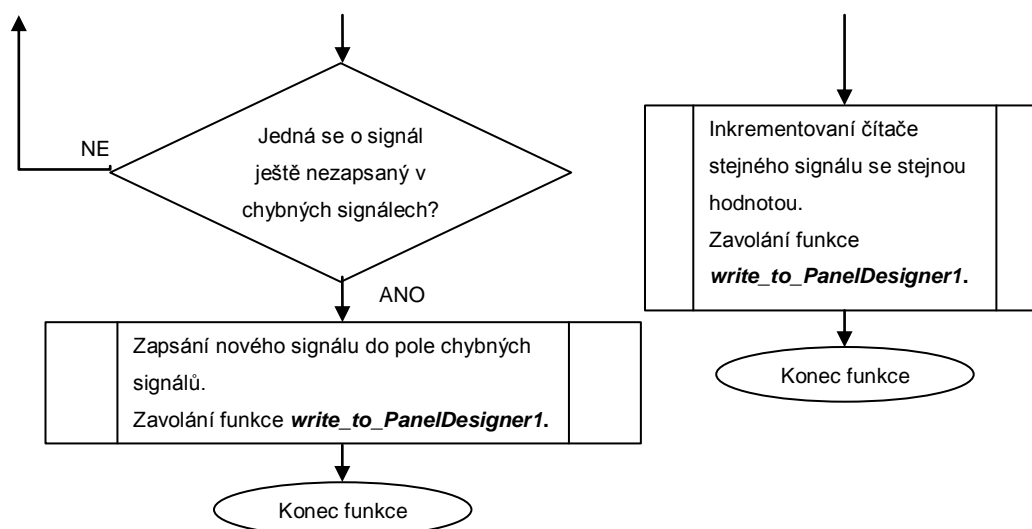 Jedná se o signál
ještě nezapsaný v
chybných signálech?
NE
ANO
Zapsání nového signálu do pole chybných
signálů.
Zavolání funkce write_to_PanelDesigner1.
Konec funkce
Inkrementovaní čítače
stejného signálu se stejnou
hodnotou.
Zavolání funkce
write_to_PanelDesigner1.
Konec funkce